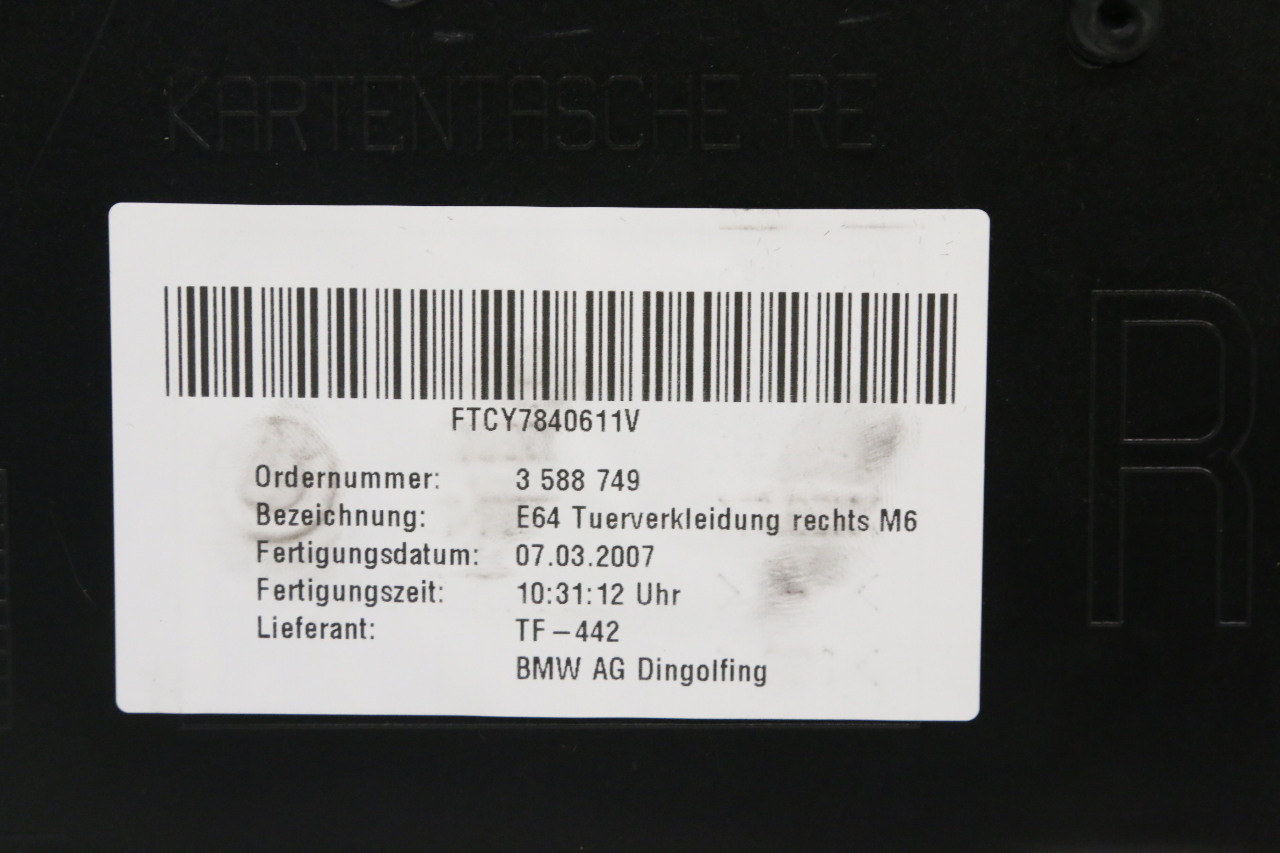 KARTENTASCHE RE
FTCY7840611V
Ordernummer: 3 588 749
Bezeichnung: E64 Tuerverkleidung rechts M6
Fertigungsdatum: 07.03.2007
Fertigungszeit: 10:31:12 Uhr
Lieferant: TF-442
BMW AG Dingolfing
R